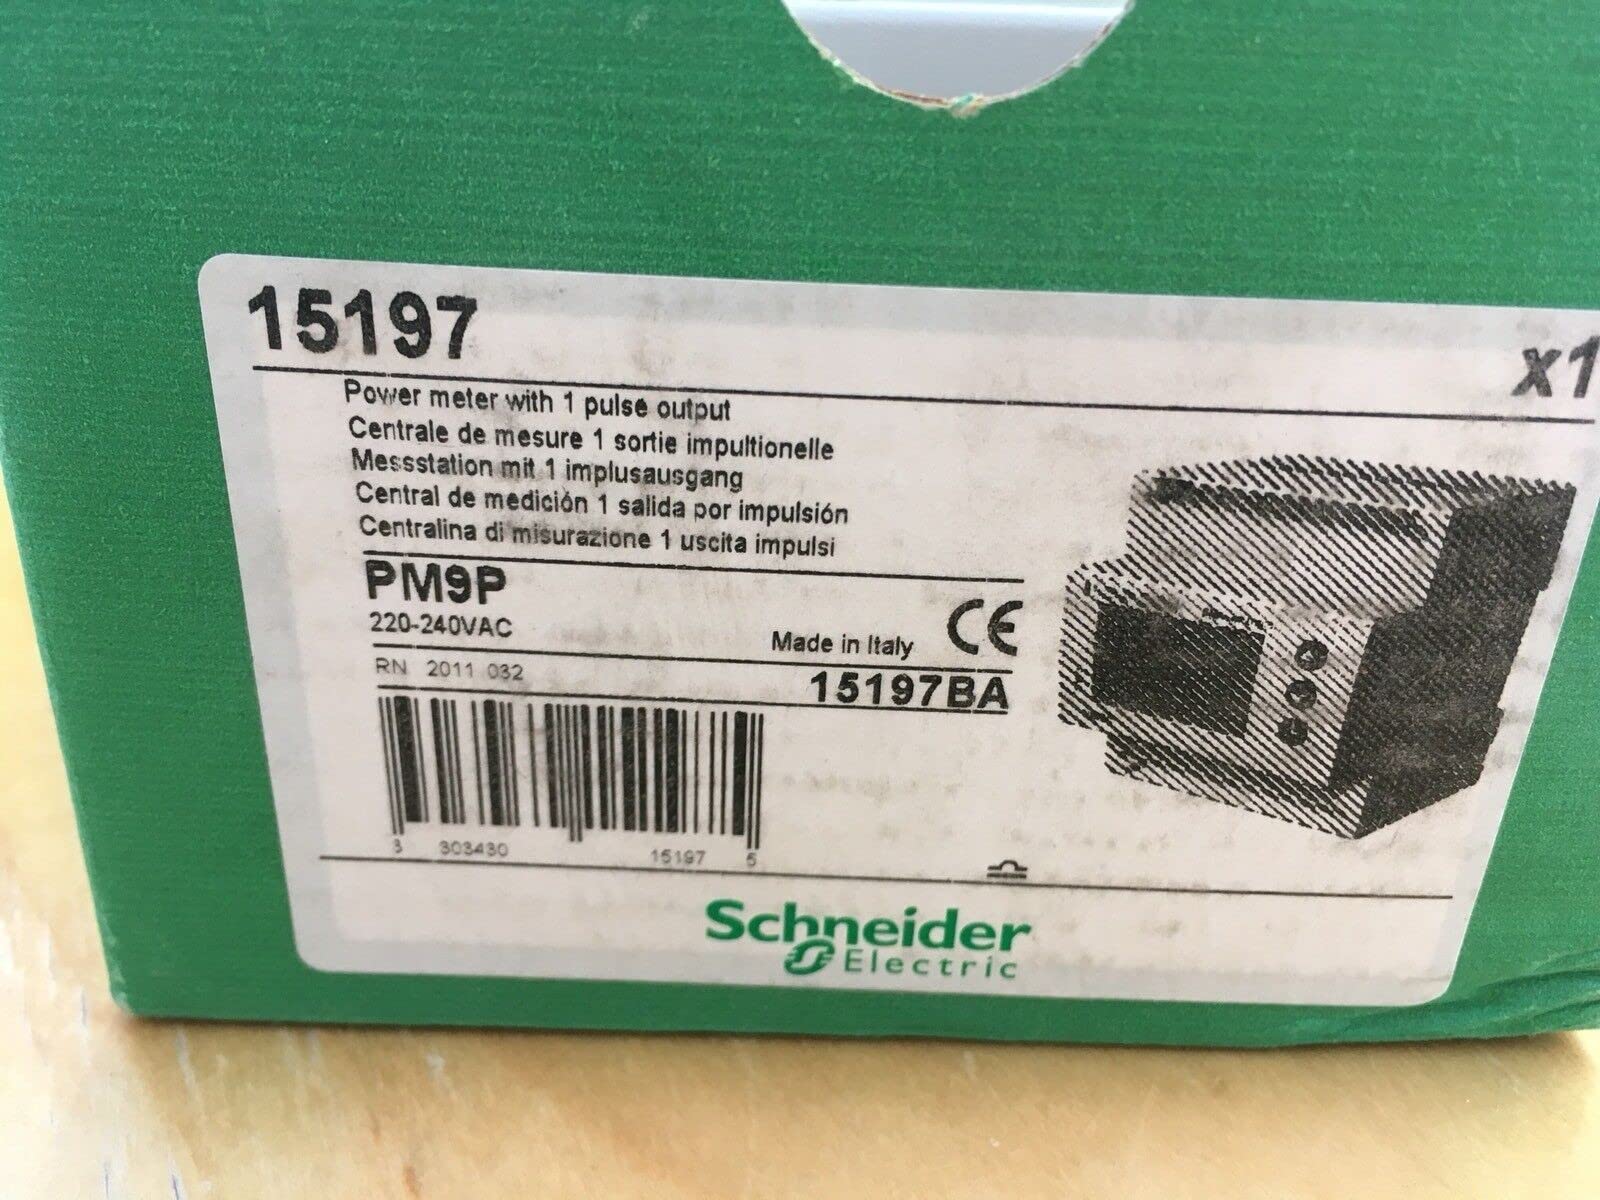 15197
x1
Power meter with 1 pulse output
Centrale de mesure 1 sortie impultionelle
Messstation mit 1 implusausgang
Central de medición 1 salida por impulsión
Centralina di misurazione 1 uscita impulsi
PM9P
220-240VAC
Made in Italy CE
RN 2011 032
15197BA
3 303430 15197 5
Schneider
Electric